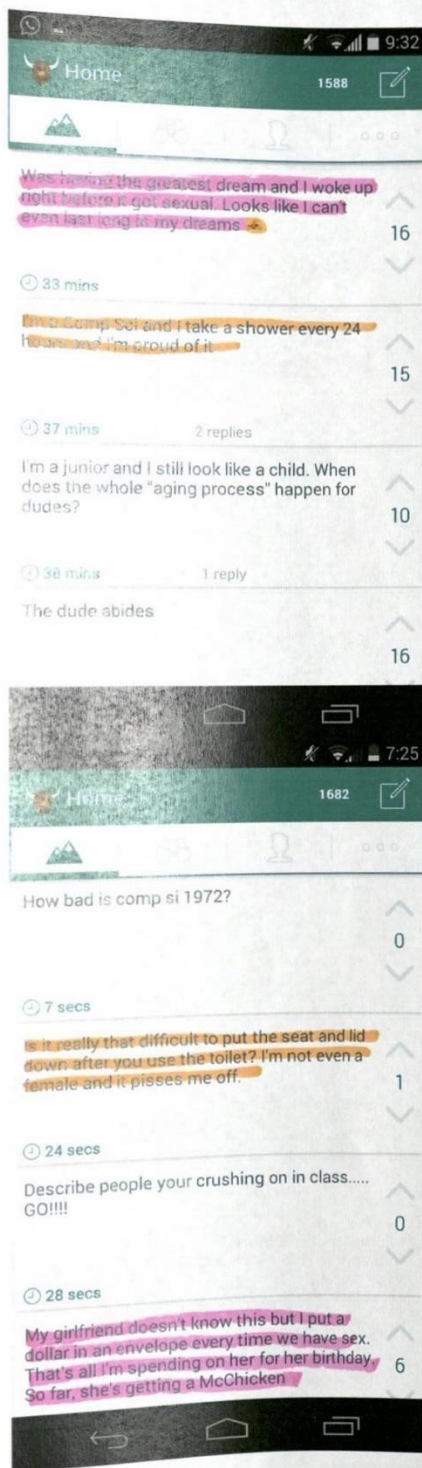 9:32
Home
1588
Was having the greatest dream and I woke up
right before it got sexual. Looks like I can't
even last long in my dreams
16
33 mins
I'm a Comp Sci and I take a shower every 24
hours and I'm proud of it
15
37 mins
2 replies
I'm a junior and I still look like a child. When
does the whole "aging process" happen for
dudes?
10
38 mins
1 reply
The dude abides
16
7:25
Home
1682
How bad is comp si 1972?
0
7 secs
Is it really that difficult to put the seat and lid
down after you use the toilet? I'm not even a
female and it pisses me off.
1
24 secs
Describe people your crushing on in class.....
GO!!!!
0
28 secs
My girlfriend doesn't know this but I put a
dollar in an envelope every time we have sex.
That's all I'm spending on her for her birthday.
So far, she's getting a McChicken
6